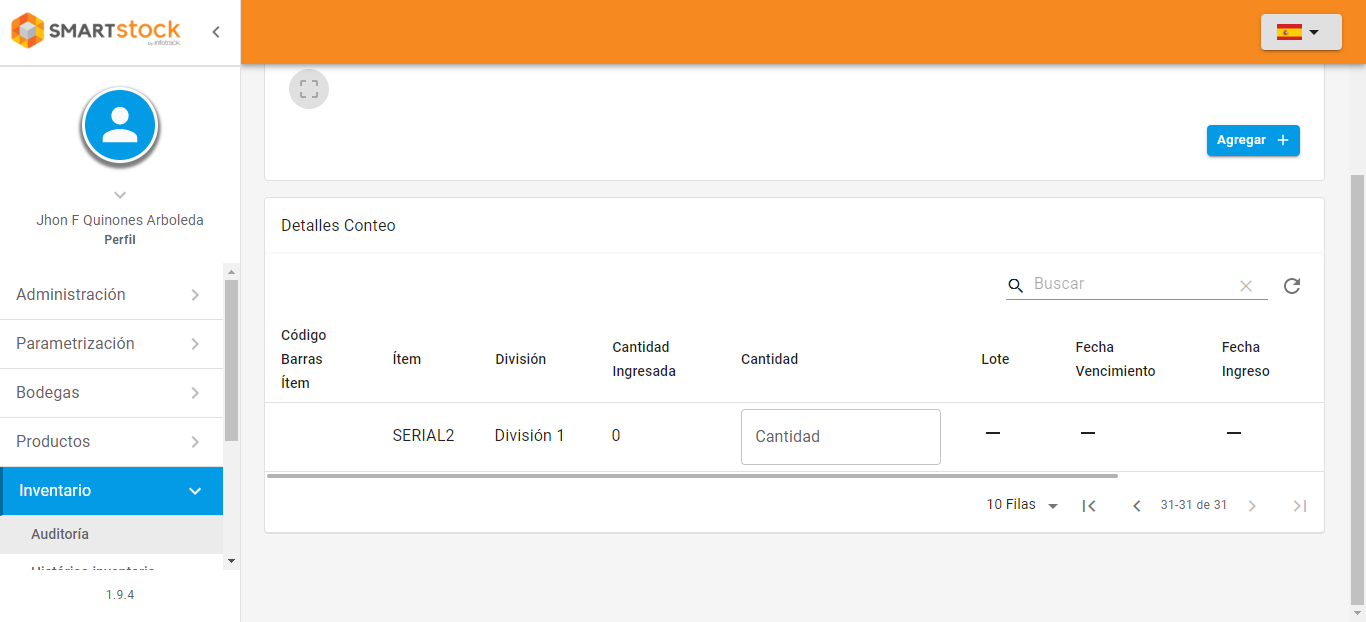 SMARTstock
by infotrack.
Jhon F Quinones Arboleda
Perfil
Administración
Parametrización
Bodegas
Productos
Inventario
Auditoría
Histórico inventario
1.9.4
Agregar +
Detalles Conteo
Buscar
Código Barras Ítem
Ítem
División
Cantidad Ingresada
Cantidad
Lote
Fecha Vencimiento
Fecha Ingreso
SERIAL2
División 1
0
Cantidad
—
—
—
10 Filas
31-31 de 31